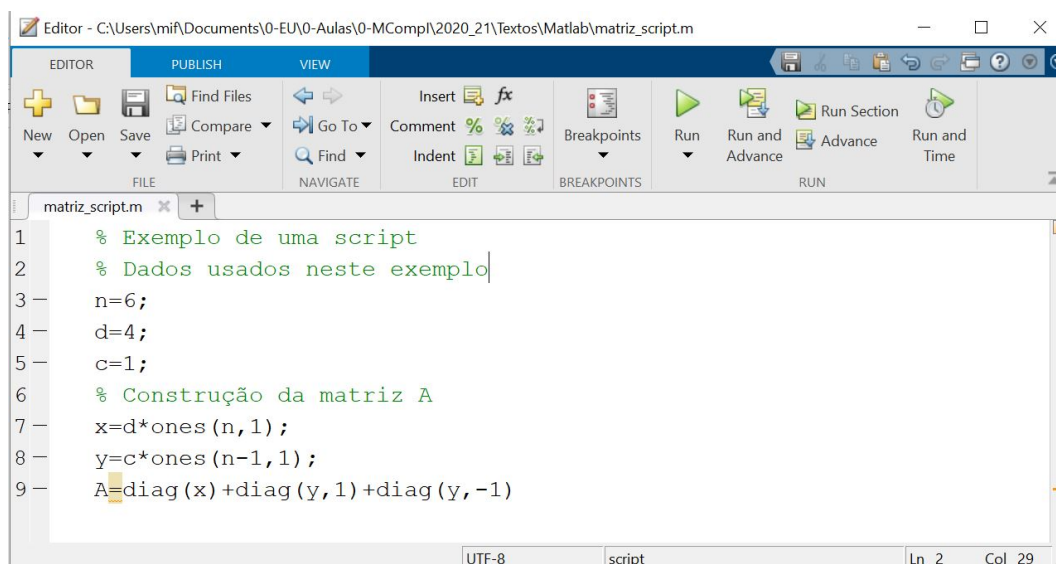 Editor - C:\Users\mif\Documents\0-EU\0-Aulas\0-MCompI\2020_21\Textos\Matlab\matriz_script.m
EDITOR PUBLISH VIEW
New Open Save
Find Files
Compare
Print
FILE
Go To
Find
NAVIGATE
Insert fx
Comment % %
Indent
EDIT
Breakpoints
BREAKPOINTS
Run
Run and Advance
Run Section
Advance
Run and Time
RUN
matriz_script.m
1 % Exemplo de uma script
2 % Dados usados neste exemplo
3 n=6;
4 d=4;
5 c=1;
6 % Construção da matriz A
7 x=d*ones(n,1);
8 y=c*ones(n-1,1);
9 A=diag(x)+diag(y,1)+diag(y,-1)
UTF-8 script Ln 2 Col 29